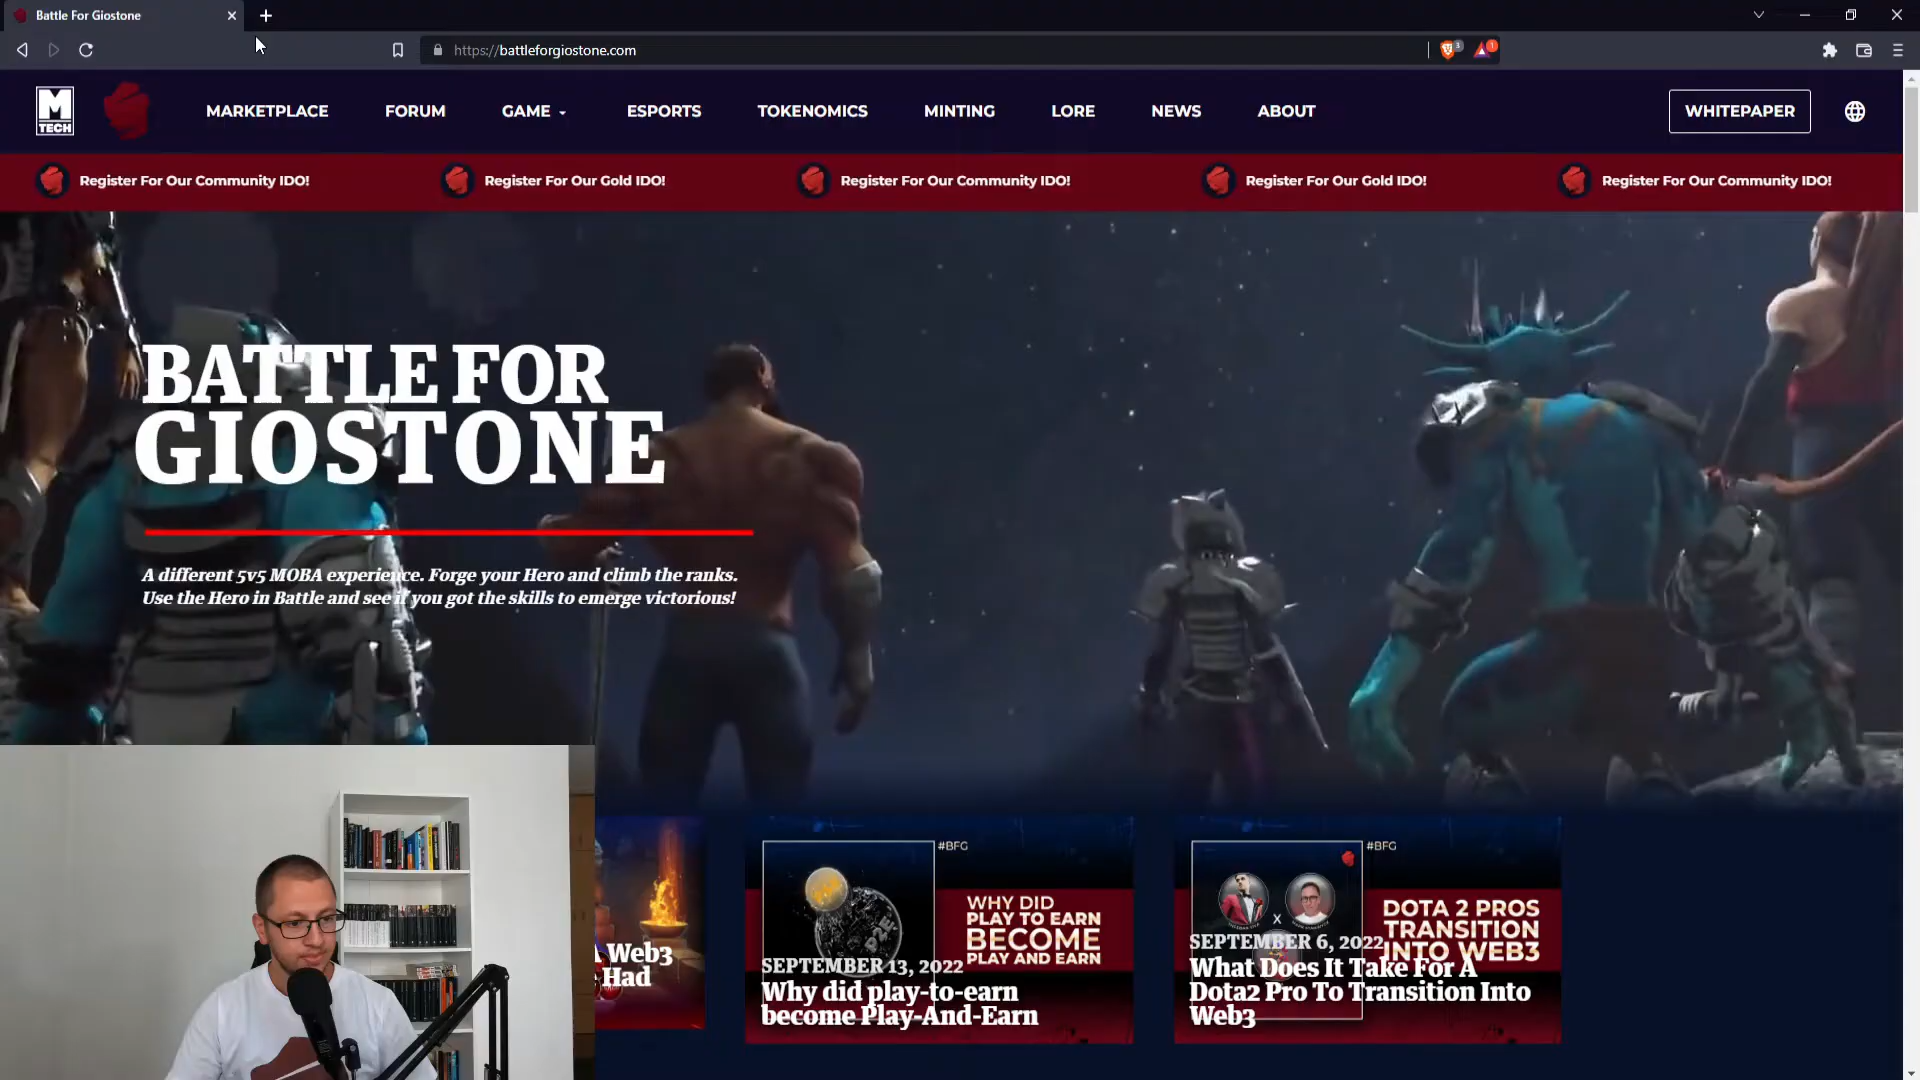 Battle For Giostone
https://battleforgiostone.com
3
1
M
TECH
MARKETPLACE
FORUM
GAME
ESPORTS
TOKENOMICS
MINTING
LORE
NEWS
ABOUT
WHITEPAPER
Register For Our Community IDO!
Register For Our Gold IDO!
Register For Our Community IDO!
Register For Our Gold IDO!
Register For Our Community IDO!
BATTLE FOR
GIOSTONE
A different 5v5 MOBA experience. Forge your Hero and climb the ranks.
Use the Hero in Battle and see if you got the skills to emerge victorious!
Web3
Had
#BFG
P2E
WHY DID
PLAY TO EARN
BECOME
PLAY AND EARN
SEPTEMBER 13, 2022
Why did play-to-earn
become Play-And-Earn
#BFG
X
DOTA 2 PROS
TRANSITION
INTO WEB3
SEPTEMBER 6, 2022
What Does It Take For A
Dota2 Pro To Transition Into
Web3